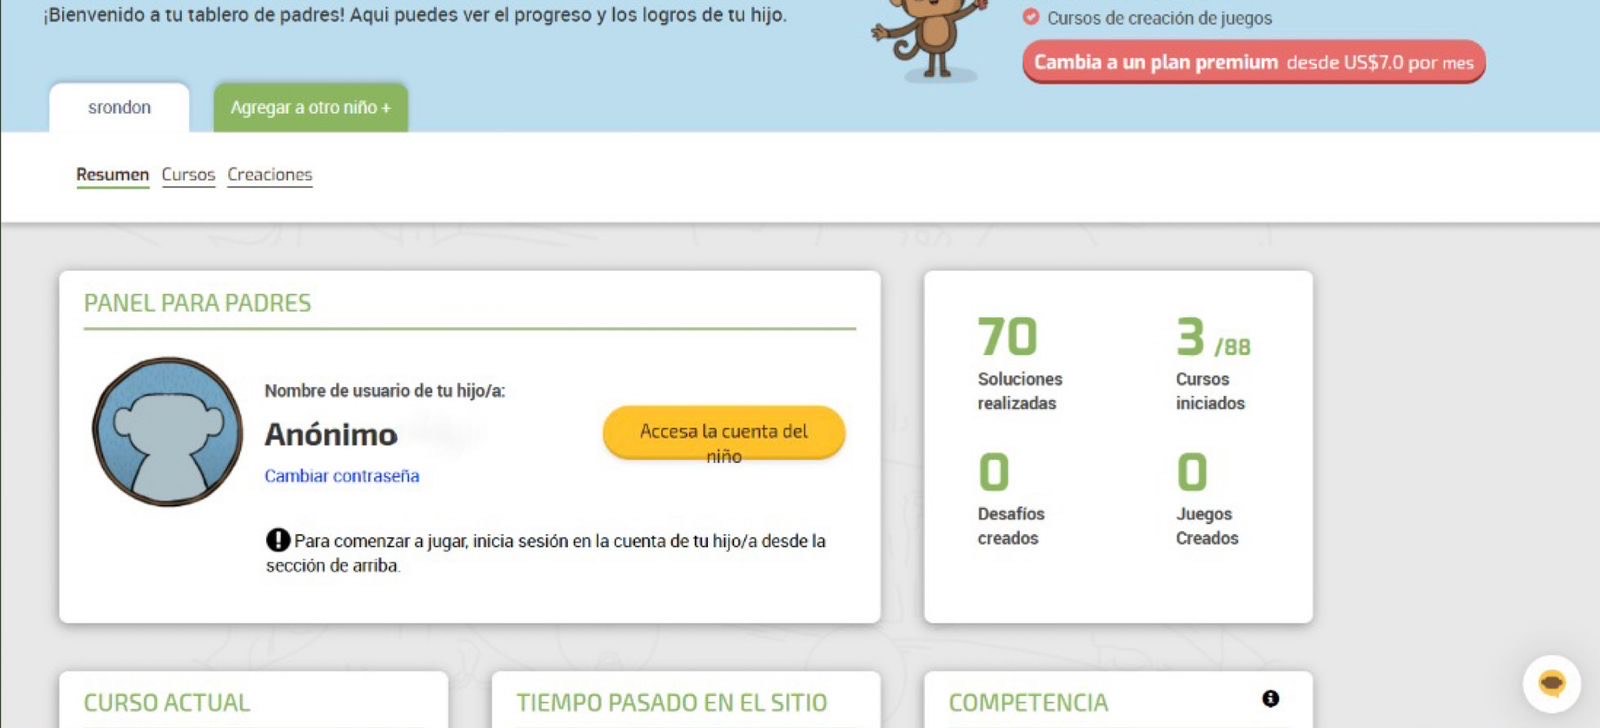 ¡Bienvenido a tu tablero de padres! Aqui puedes ver el progreso y los logros de tu hijo.
Cursos de creación de juegos
Cambia a un plan premium desde US$7.0 por mes
srondon
Agregar a otro niño +
Resumen Cursos Creaciones
PANEL PARA PADRES
Nombre de usuario de tu hijo/a:
Anónimo
Cambiar contraseña
Accesa la cuenta del
niño
Para comenzar a jugar, inicia sesión en la cuenta de tu hijo/a desde la
sección de arriba.
70
Soluciones
realizadas
3 /88
Cursos
iniciados
0
Desafíos
creados
0
Juegos
Creados
CURSO ACTUAL
TIEMPO PASADO EN EL SITIO
COMPETENCIA